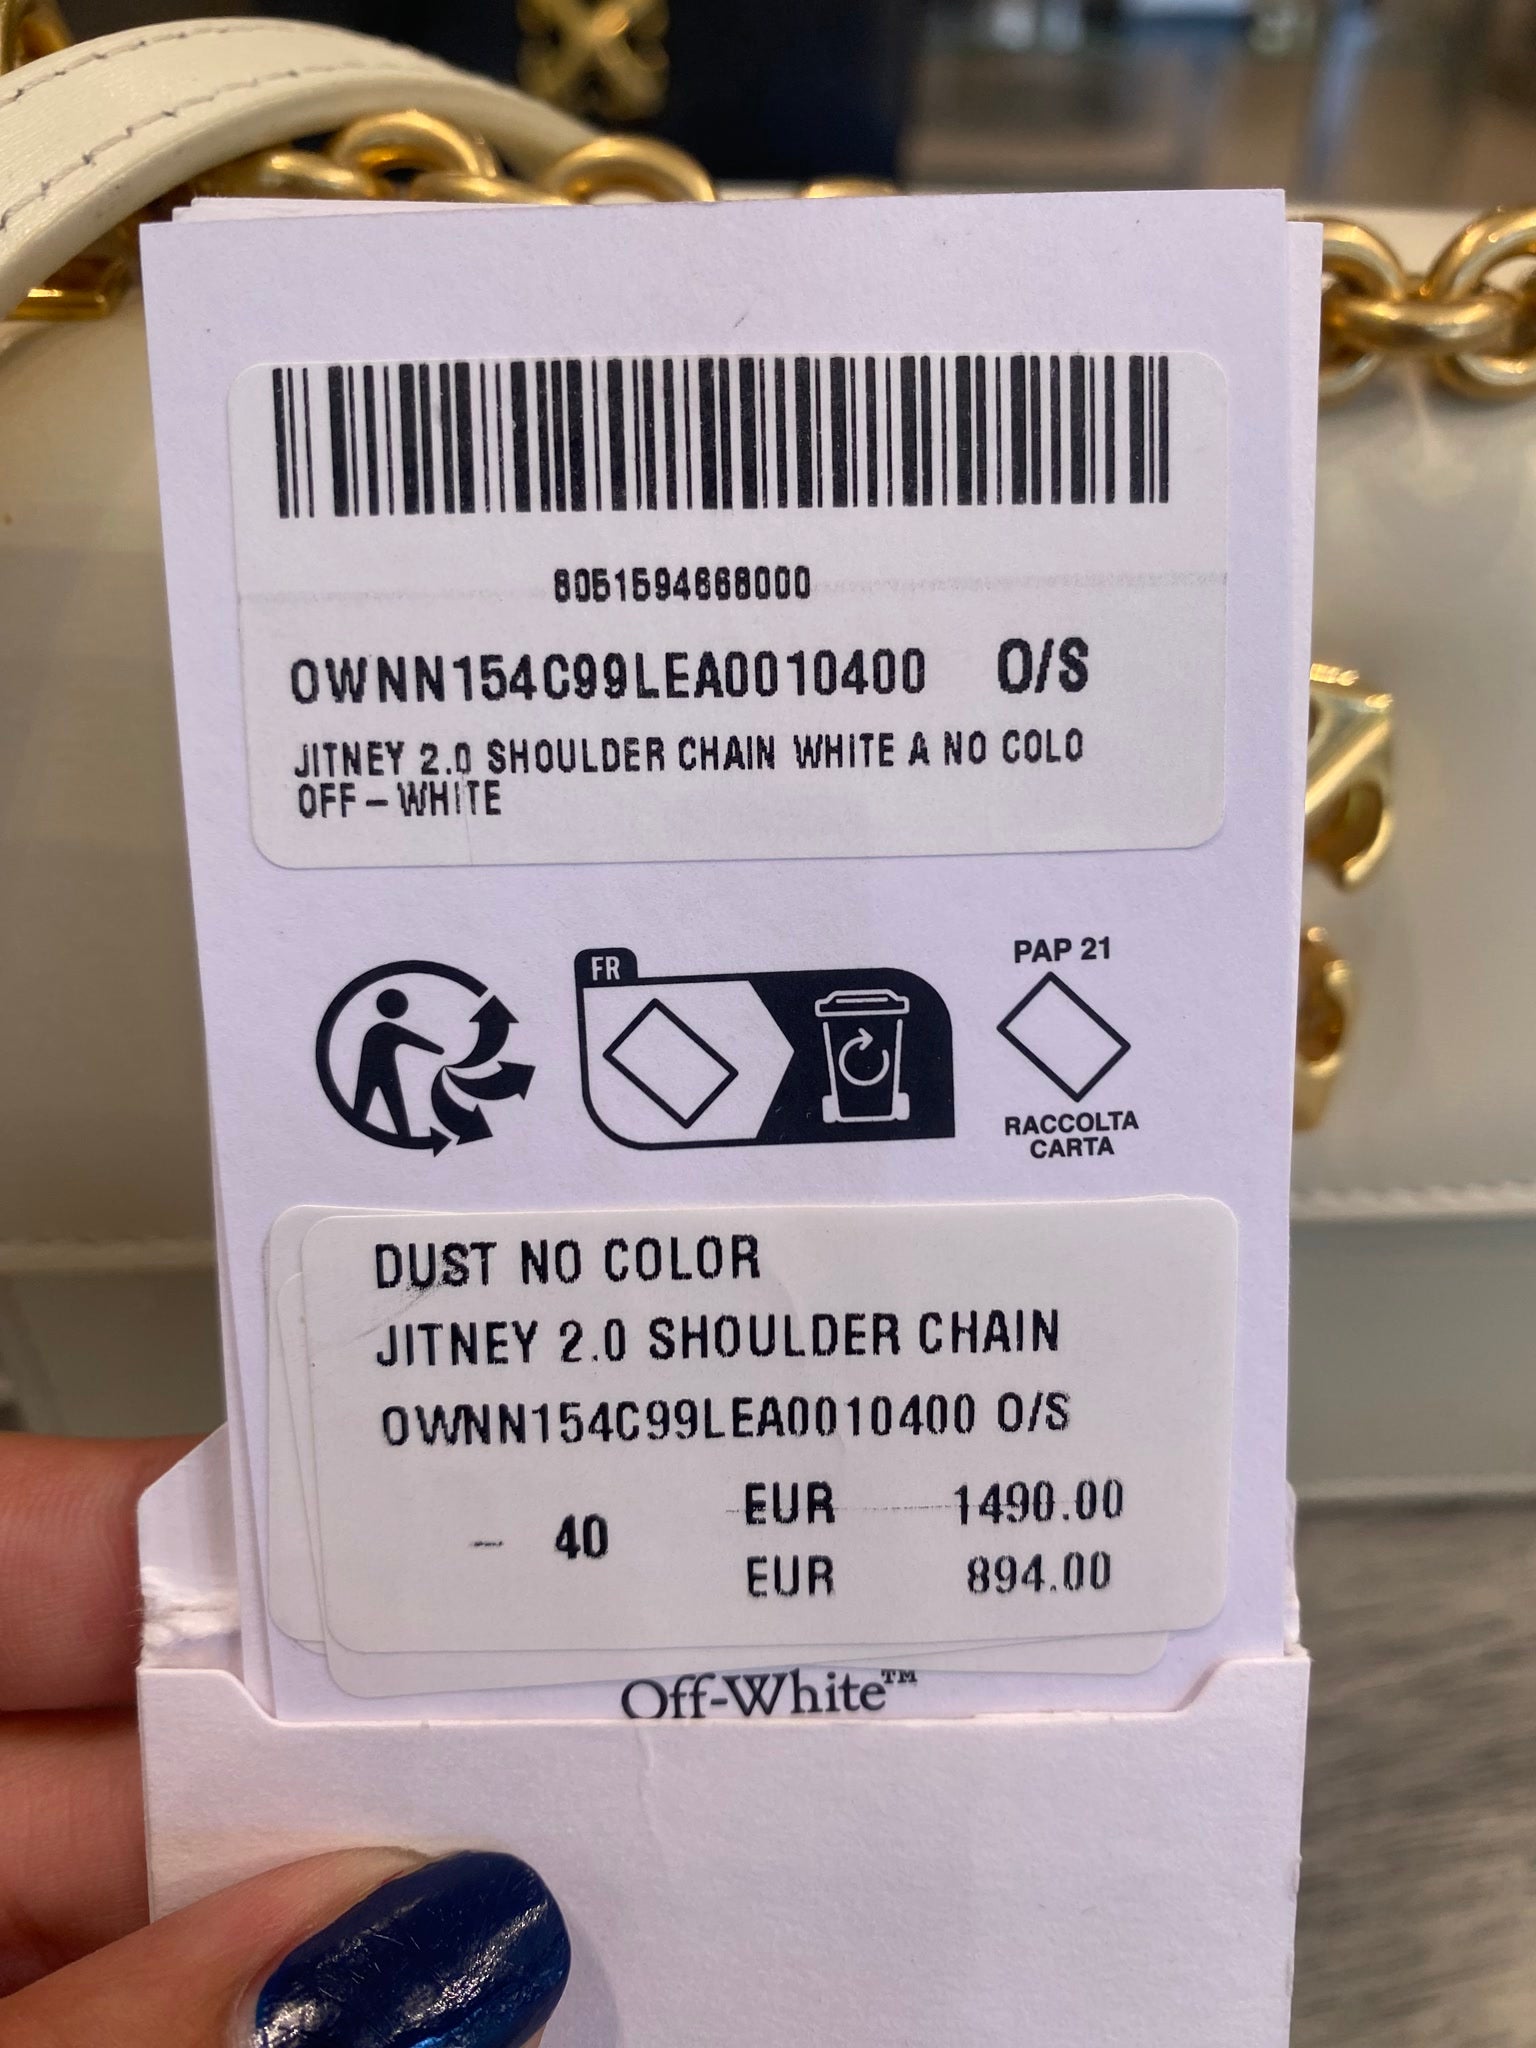 8051594668000
OWNN154C99LEA0010400 O/S
JITNEY 2.0 SHOULDER CHAIN WHITE A NO COLO
OFF-WHITE
FR
PAP 21
RACCOLTA
CARTA
DUST NO COLOR
JITNEY 2.0 SHOULDER CHAIN
OWNN154C99LEA0010400 O/S
EUR 1490.00
- 40
EUR 894.00
Off-White™